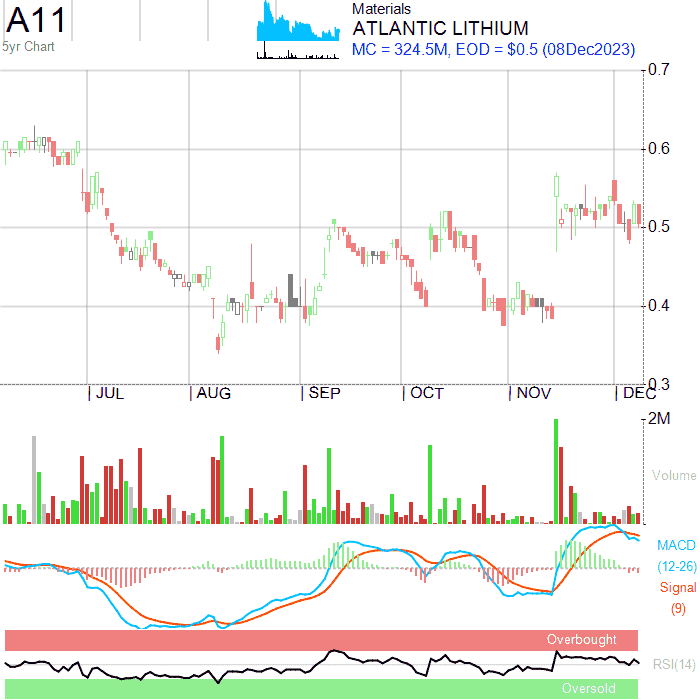 A11
Materials
ATLANTIC LITHIUM
5yr Chart
MC = 324.5M, EOD = $0.5 (08Dec2023)
0.7
0.6
0.5
0.4
0.3
JUL AUG SEP OCT NOV DEC
2M
Volume
MACD
(12-26)
Signal
(9)
Overbought
RSI(14)
Oversold